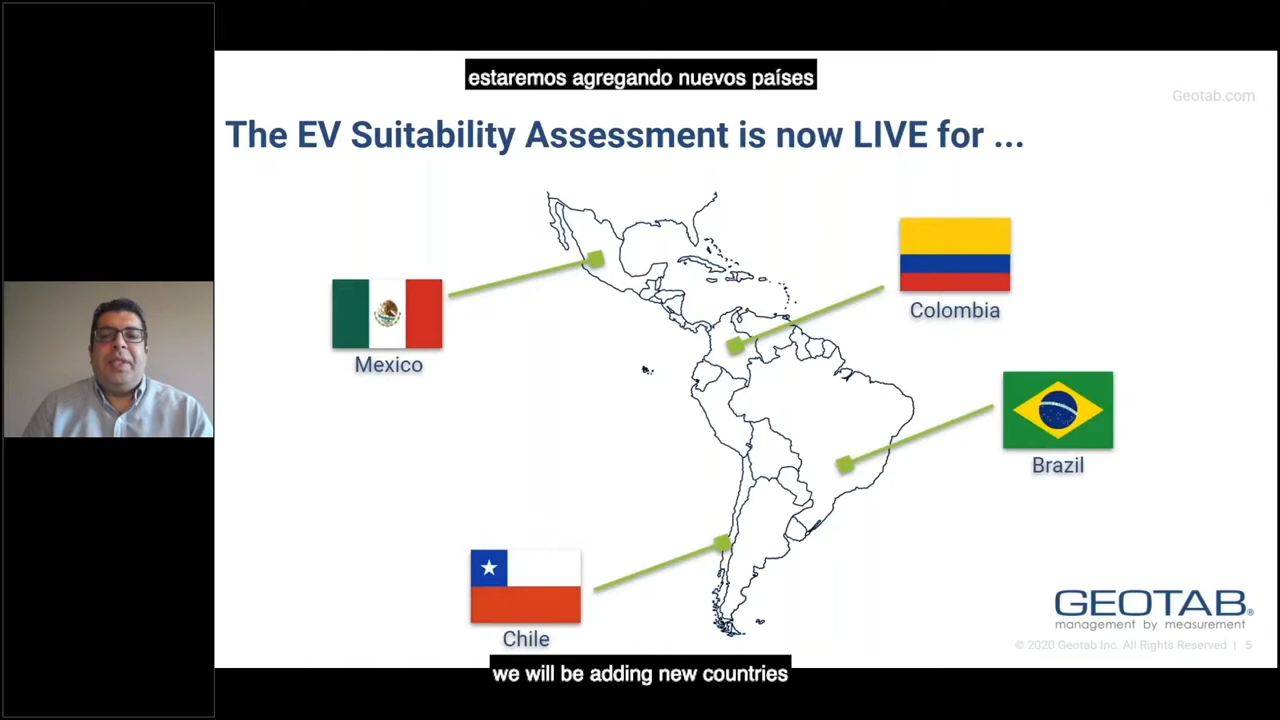 estaremos agregando nuevos países
Geotab.com
The EV Suitability Assessment is now LIVE for ...
Colombia
Mexico
Brazil
Chile
GEOTAB®
management by measurement
© 2020 Geotab Inc. All Rights Reserved | 5
we will be adding new countries